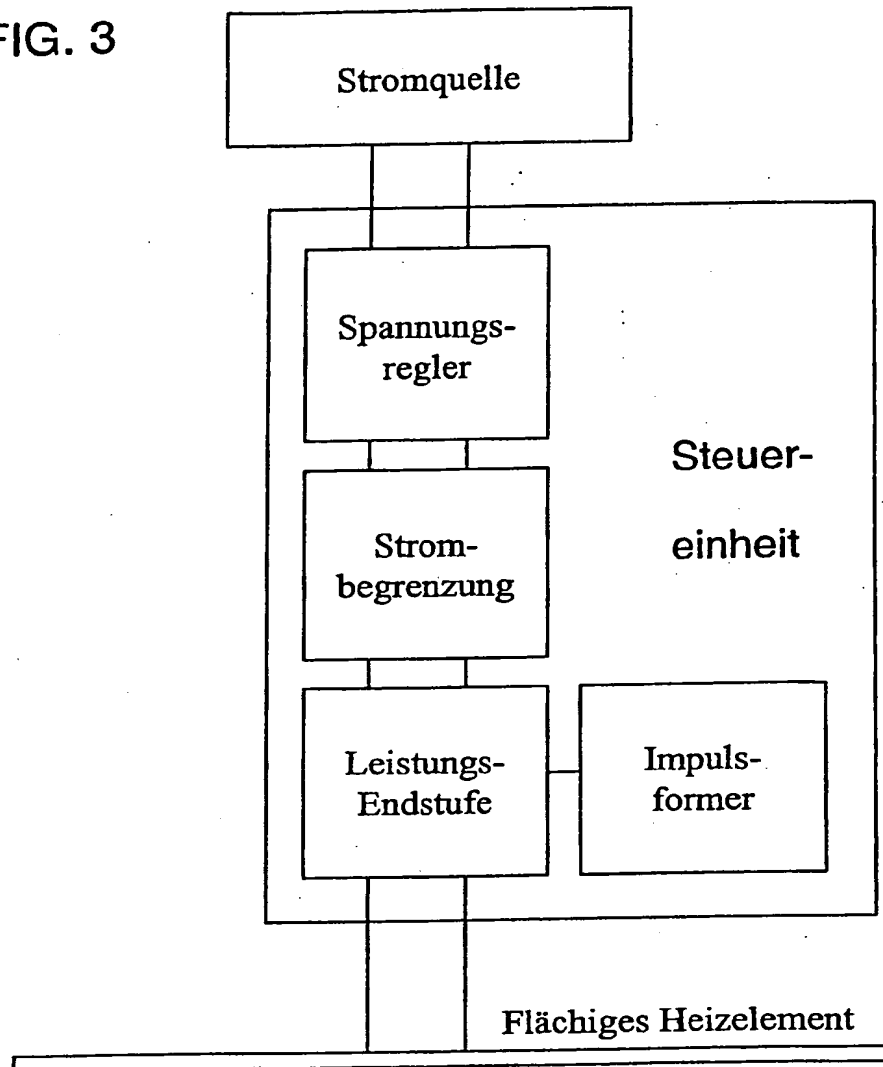 FIG. 3
Stromquelle
Spannungs-
regler
Strom-
begrenzung
Steuer-
einheit
Leistungs-
Endstufe
Impuls-
former
Flächiges Heizelement